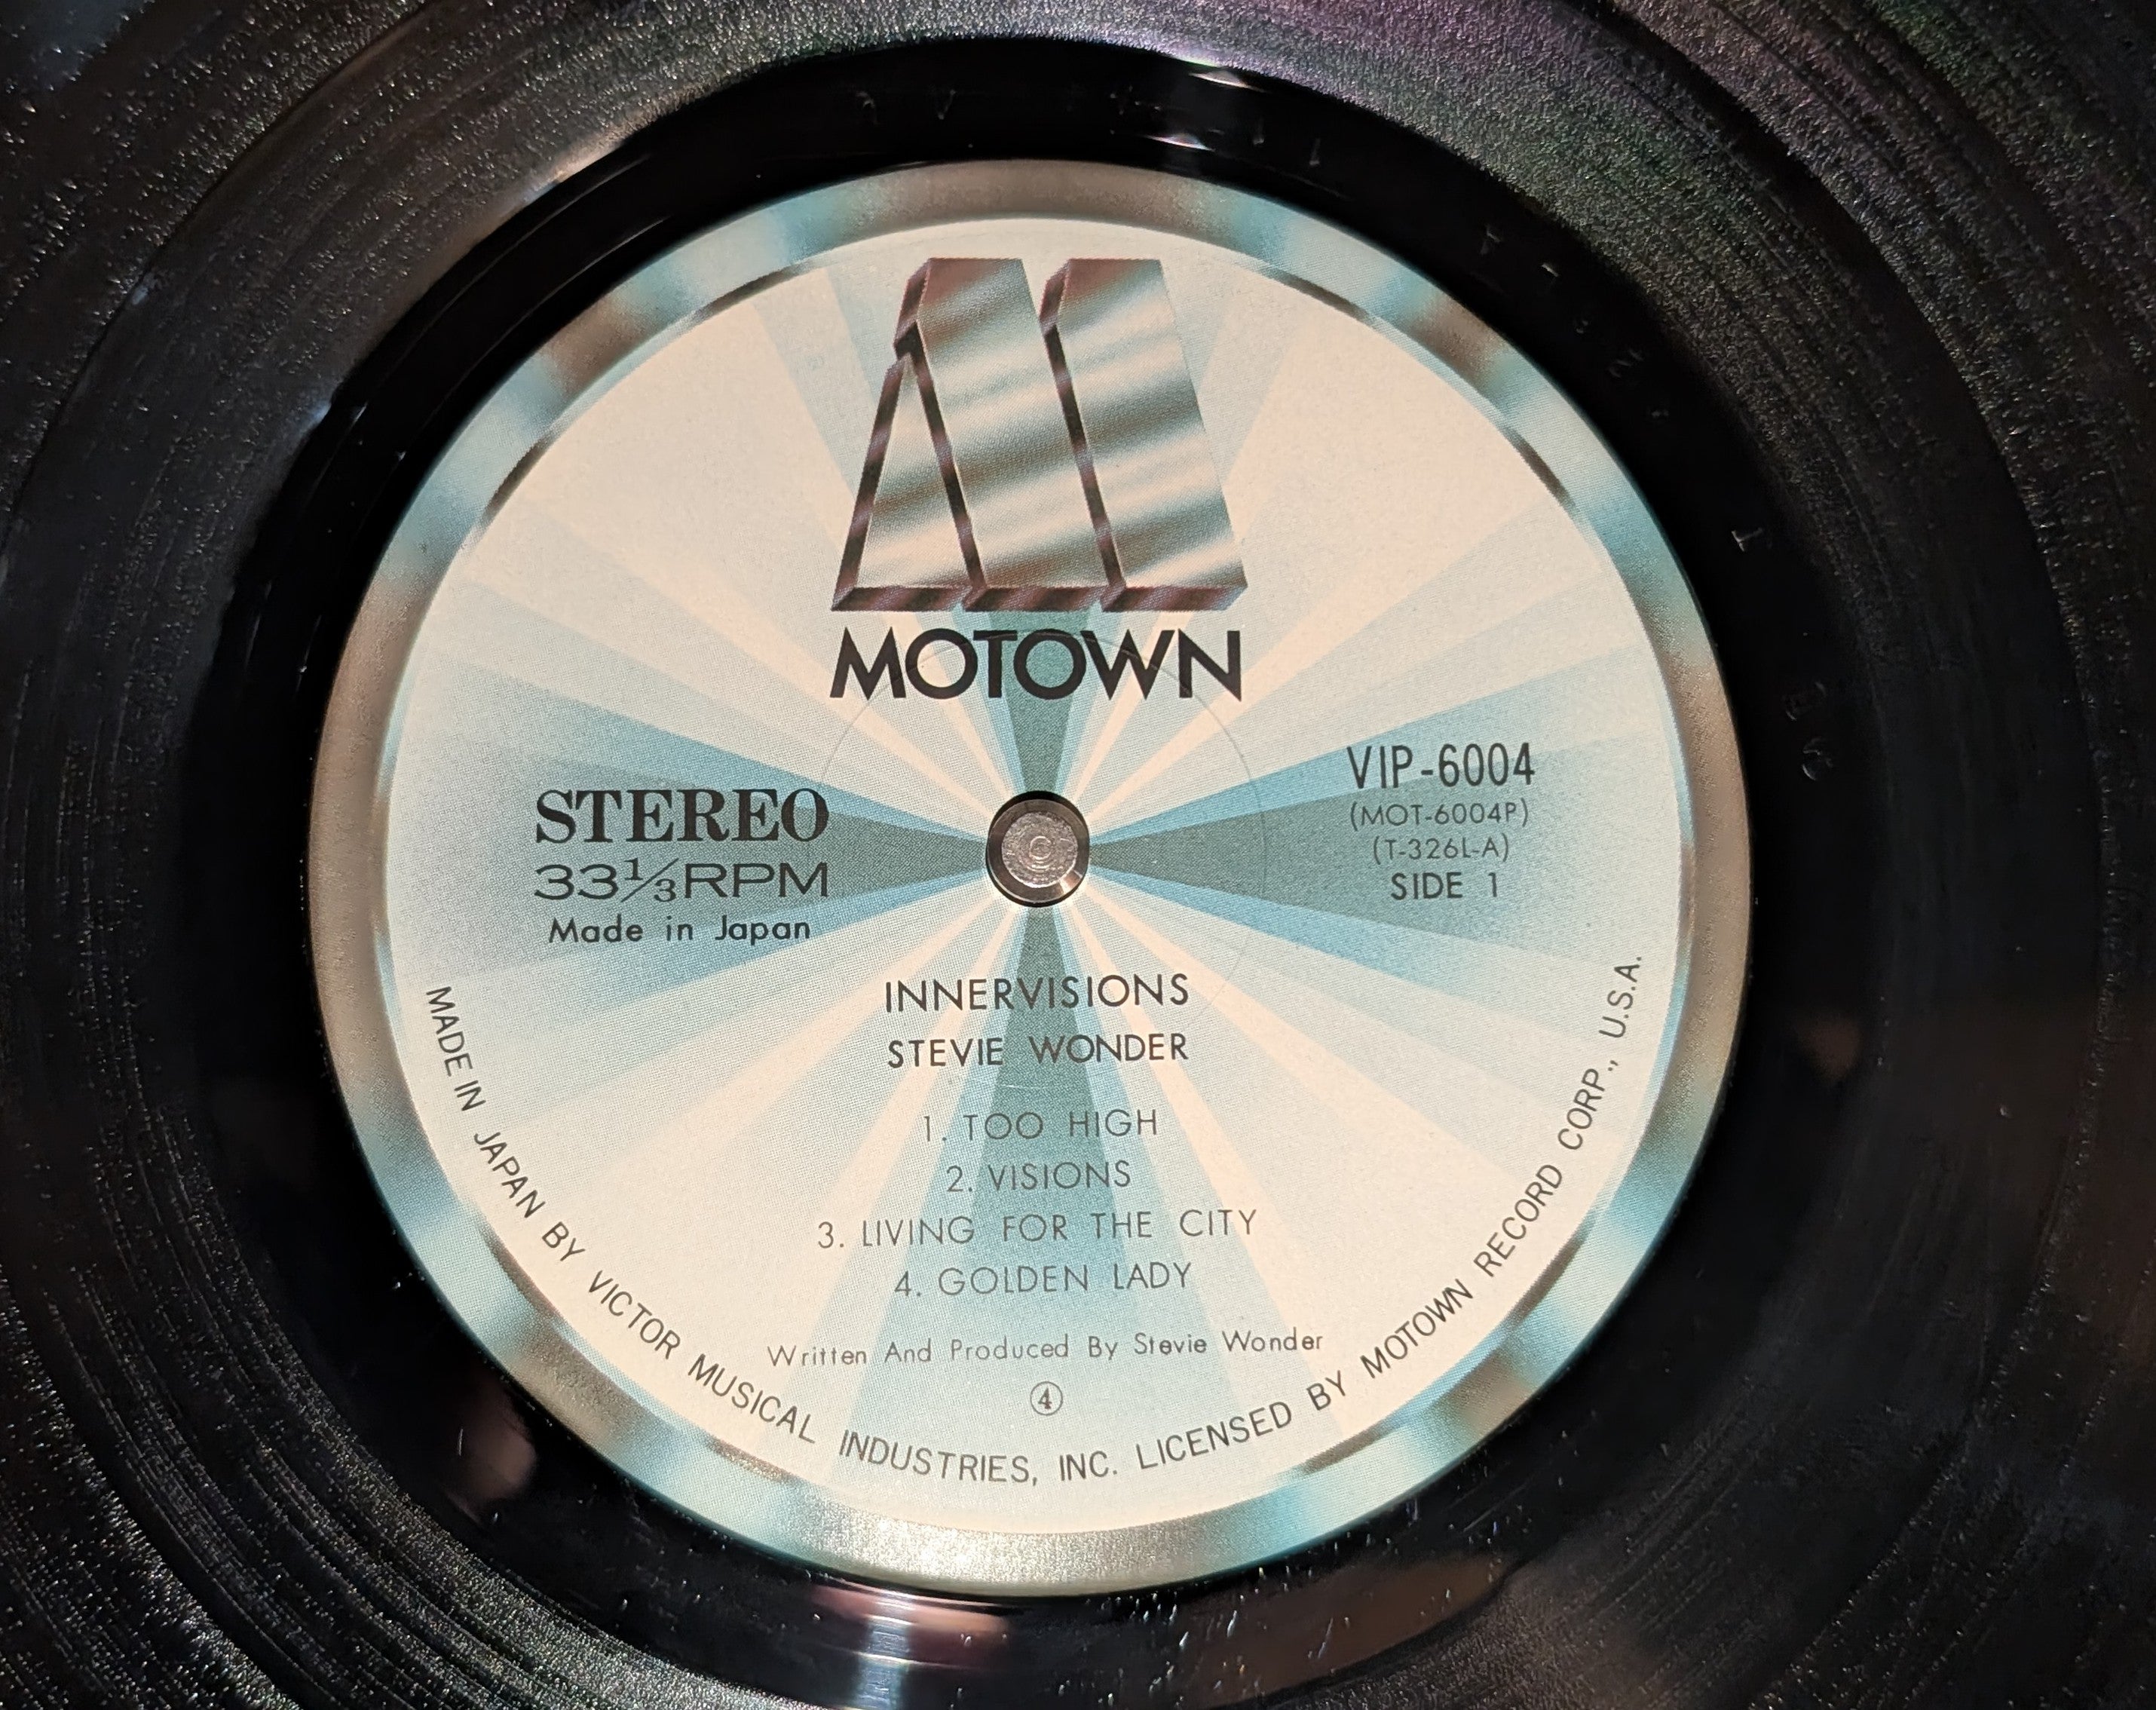 MOTOWN
STEREO
33⅓RPM
Made in Japan
VIP-6004
(MOT-6004P)
(T-326L-A)
SIDE 1
INNERVISIONS
STEVIE WONDER
1. TOO HIGH
2. VISIONS
3. LIVING FOR THE CITY
4. GOLDEN LADY
Written And Produced By Stevie Wonder
④
MADE IN JAPAN BY VICTOR MUSICAL INDUSTRIES, INC. LICENSED BY MOTOWN RECORD CORP., U.S.A.